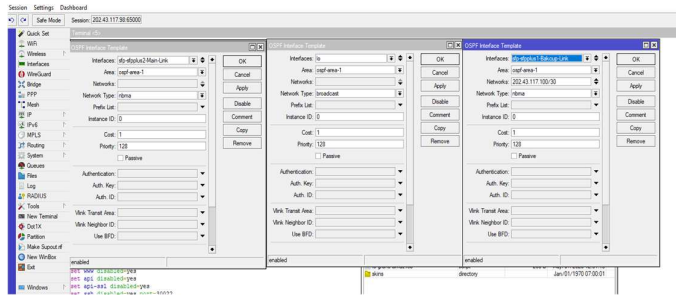 Session Settings Dashboard
Safe Mode Session: 202.43.117.98:65000
Quick Set
WiFi
Wireless
Interfaces
WireGuard
Bridge
PPP
Mesh
IP
IPv6
MPLS
Routing
System
Queues
Files
Log
RADIUS
Tools
New Terminal
Dot1X
Partition
Make Supout.rif
New WinBox
Exit
Windows
Terminal
OSPF Interface Template
Interfaces: sfp-sfpplus2-Main-Link
Area: ospf-area-1
Networks:
Network Type: nbma
Prefix List:
Instance ID: 0
Cost: 1
Priority: 128
Passive
Authentication:
Auth. Key:
Auth. ID:
Vlink Transit Area:
Vlink Neighbor ID:
Use BFD:
enabled
OK
Cancel
Apply
Disable
Comment
Copy
Remove
OSPF Interface Template
Interfaces: lo
Area: ospf-area-1
Networks:
Network Type: broadcast
Prefix List:
Instance ID: 0
Cost: 1
Priority: 128
Passive
Authentication:
Auth. Key:
Auth. ID:
Vlink Transit Area:
Vlink Neighbor ID:
Use BFD:
enabled
OK
Cancel
Apply
Disable
Comment
Copy
Remove
OSPF Interface Template
Interfaces: sfp-sfpplus1-Bakcup-Link
Area: ospf-area-1
Networks: 202.43.117.100/30
Network Type: nbma
Prefix List:
Instance ID: 0
Cost: 1
Priority: 128
Passive
Authentication:
Auth. Key:
Auth. ID:
Vlink Transit Area:
Vlink Neighbor ID:
Use BFD:
enabled
OK
Cancel
Apply
Disable
Comment
Copy
Remove
set www disabled=yes
set api disabled=yes
set api-ssl disabled=yes
skins directory Jan/01/1970 07:00:01